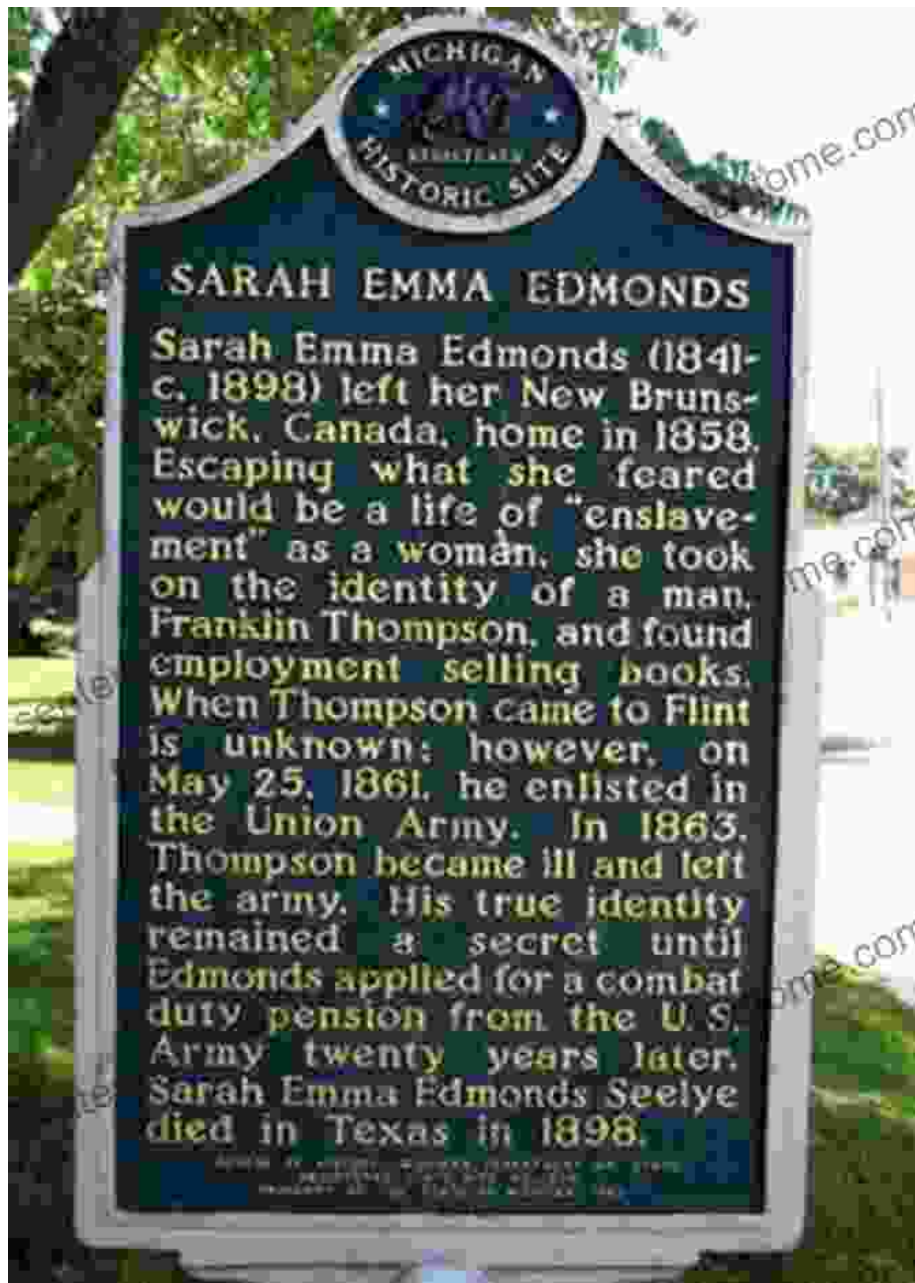 MICHIGAN
REGISTERED
HISTORIC SITE
SARAH EMMA EDMONDS
Sarah Emma Edmonds (1841-
c. 1898) left her New Bruns-
wick, Canada, home in 1858.
Escaping what she feared
would be a life of "enslave-
ment" as a woman, she took
on the identity of a man,
Franklin Thompson, and found
employment selling books.
When Thompson came to Flint
is unknown; however, on
May 25, 1861, he enlisted in
the Union Army. In 1863,
Thompson became ill and left
the army. His true identity
remained a secret until
Edmonds applied for a combat
duty pension from the U.S.
Army twenty years later.
Sarah Emma Edmonds Seelye
died in Texas in 1898.